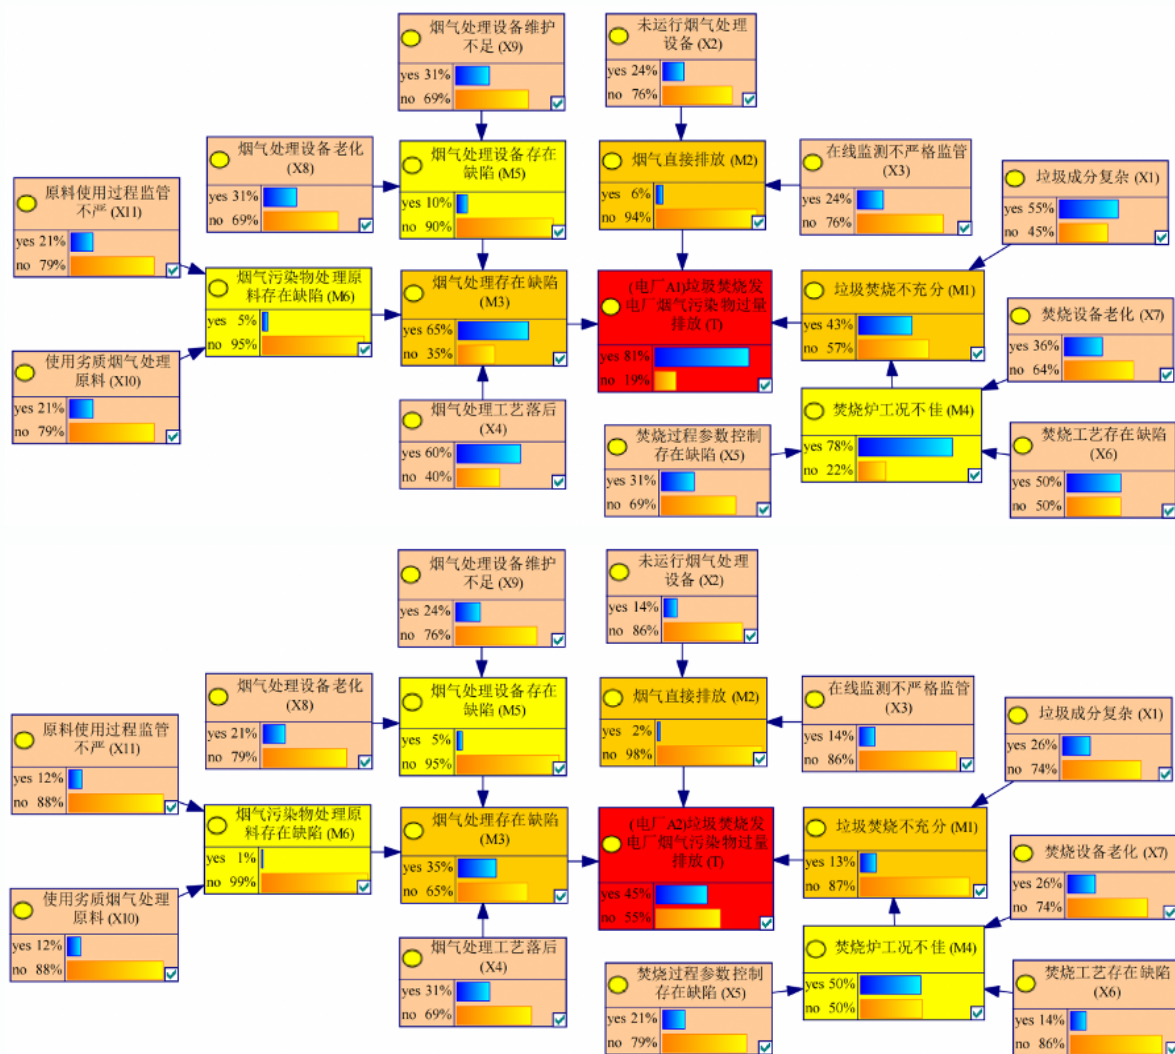 烟气处理设备维护
不足 (X9)
yes 31%
no 69%
未运行烟气处理
设备 (X2)
yes 24%
no 76%
烟气处理设备老化
(X8)
yes 31%
no 69%
烟气处理设备存在
缺陷 (M5)
yes 10%
no 90%
烟气直接排放 (M2)
yes 6%
no 94%
在线监测不严格监管
(X3)
yes 24%
no 76%
垃圾成分复杂 (X1)
yes 55%
no 45%
原料使用过程监管
不严 (X11)
yes 21%
no 79%
烟气污染物处理原
料存在缺陷 (M6)
yes 5%
no 95%
烟气处理存在缺陷
(M3)
yes 65%
no 35%
(电厂A1)垃圾焚烧发
电厂烟气污染物过量
排放 (T)
yes 81%
no 19%
垃圾焚烧不充分 (M1)
yes 43%
no 57%
焚烧设备老化 (X7)
yes 36%
no 64%
使用劣质烟气处理
原料 (X10)
yes 21%
no 79%
烟气处理工艺落后
(X4)
yes 60%
no 40%
焚烧过程参数控制
存在缺陷 (X5)
yes 31%
no 69%
焚烧炉工况不佳 (M4)
yes 78%
no 22%
焚烧工艺存在缺陷
(X6)
yes 50%
no 50%
烟气处理设备维护
不足 (X9)
yes 24%
no 76%
未运行烟气处理
设备 (X2)
yes 14%
no 86%
烟气处理设备老化
(X8)
yes 21%
no 79%
烟气处理设备存在
缺陷 (M5)
yes 5%
no 95%
烟气直接排放 (M2)
yes 2%
no 98%
在线监测不严格监管
(X3)
yes 14%
no 86%
垃圾成分复杂 (X1)
yes 26%
no 74%
原料使用过程监管
不严 (X11)
yes 12%
no 88%
烟气污染物处理原
料存在缺陷 (M6)
yes 1%
no 99%
烟气处理存在缺陷
(M3)
yes 35%
no 65%
(电厂A2)垃圾焚烧发
电厂烟气污染物过量
排放 (T)
yes 45%
no 55%
垃圾焚烧不充分 (M1)
yes 13%
no 87%
焚烧设备老化 (X7)
yes 26%
no 74%
使用劣质烟气处理
原料 (X10)
yes 12%
no 88%
烟气处理工艺落后
(X4)
yes 31%
no 69%
焚烧过程参数控制
存在缺陷 (X5)
yes 21%
no 79%
焚烧炉工况不佳 (M4)
yes 50%
no 50%
焚烧工艺存在缺陷
(X6)
yes 14%
no 86%